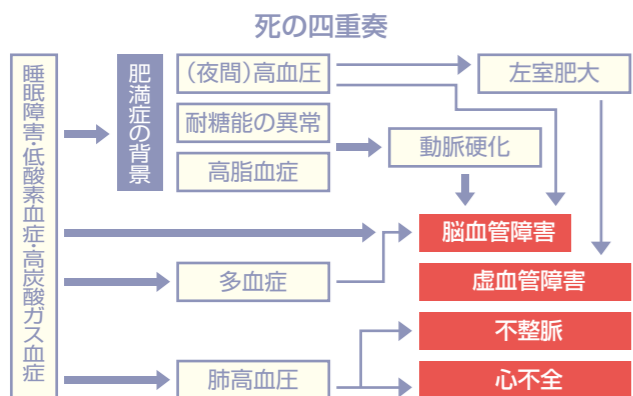 死の四重奏
睡眠障害・低酸素血症・高炭酸ガス血症
肥満症の背景
（夜間）高血圧
左室肥大
耐糖能の異常
動脈硬化
高脂血症
脳血管障害
多血症
虚血管障害
不整脈
肺高血圧
心不全